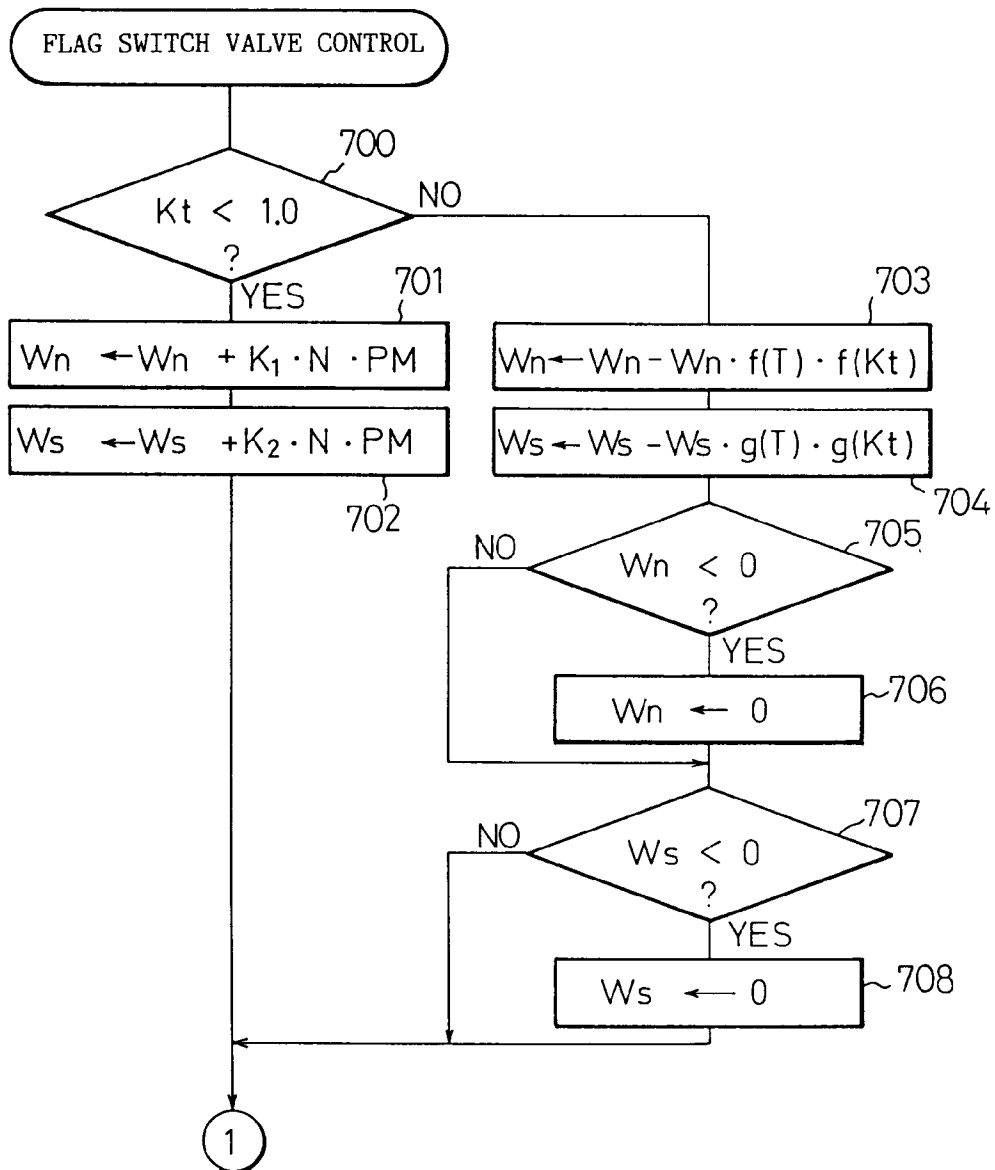 FLAG SWITCH VALVE CONTROL
700
Kt < 1.0
?
NO
YES
701
Wn ← Wn + K₁ · N · PM
Ws ← Ws + K₂ · N · PM
702
703
Wn ← Wn − Wn · f(T) · f(Kt)
Ws ← Ws − Ws · g(T) · g(Kt)
704
705
Wn < 0
?
NO
YES
706
Wn ← 0
707
Ws < 0
?
NO
YES
708
Ws ← 0
1